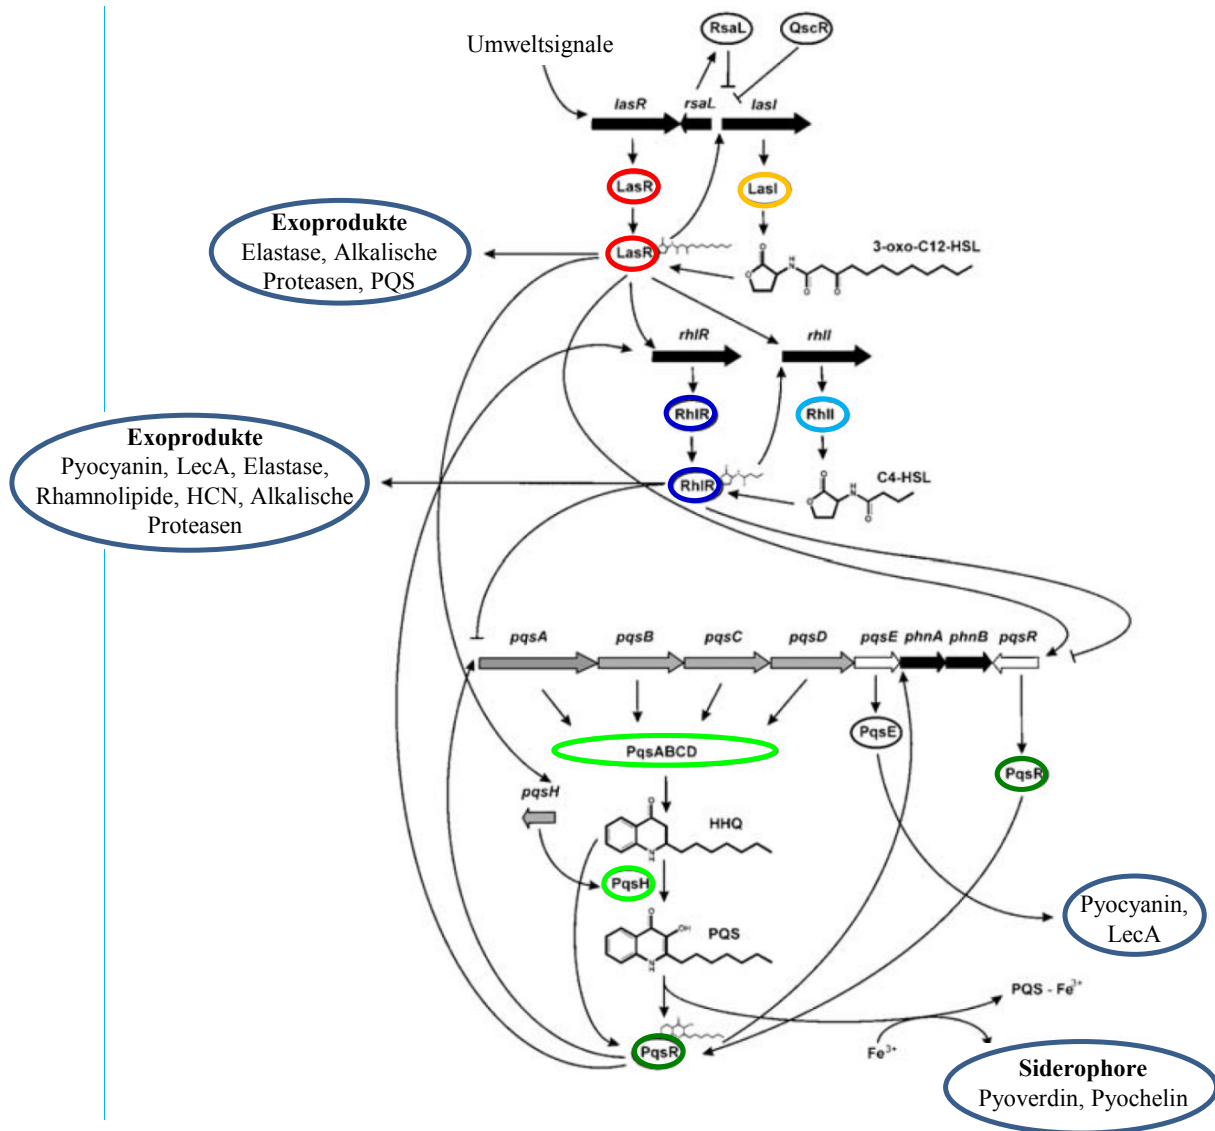 RsaL
QscR
Umweltsignale
lasR
rsaL
lasI
LasR
LasI
Exoprodukte
Elastase, Alkalische
Proteasen, PQS
LasR
3-oxo-C12-HSL
O
O
N
H
O
O
rhlR
rhlI
RhlR
RhlI
Exoprodukte
Pyocyanin, LecA, Elastase,
Rhamnolipide, HCN, Alkalische
Proteasen
RhlR
C4-HSL
O
O
H
N
O
pqsA
pqsB
pqsC
pqsD
pqsE
phnA
phnB
pqsR
PqsE
PqsABCD
PqsR
pqsH
O
HHQ
N
H
PqsH
O
OH
PQS
N
H
Pyocyanin,
LecA
PQS - Fe3+
PqsR
Fe3+
Siderophore
Pyoverdin, Pyochelin